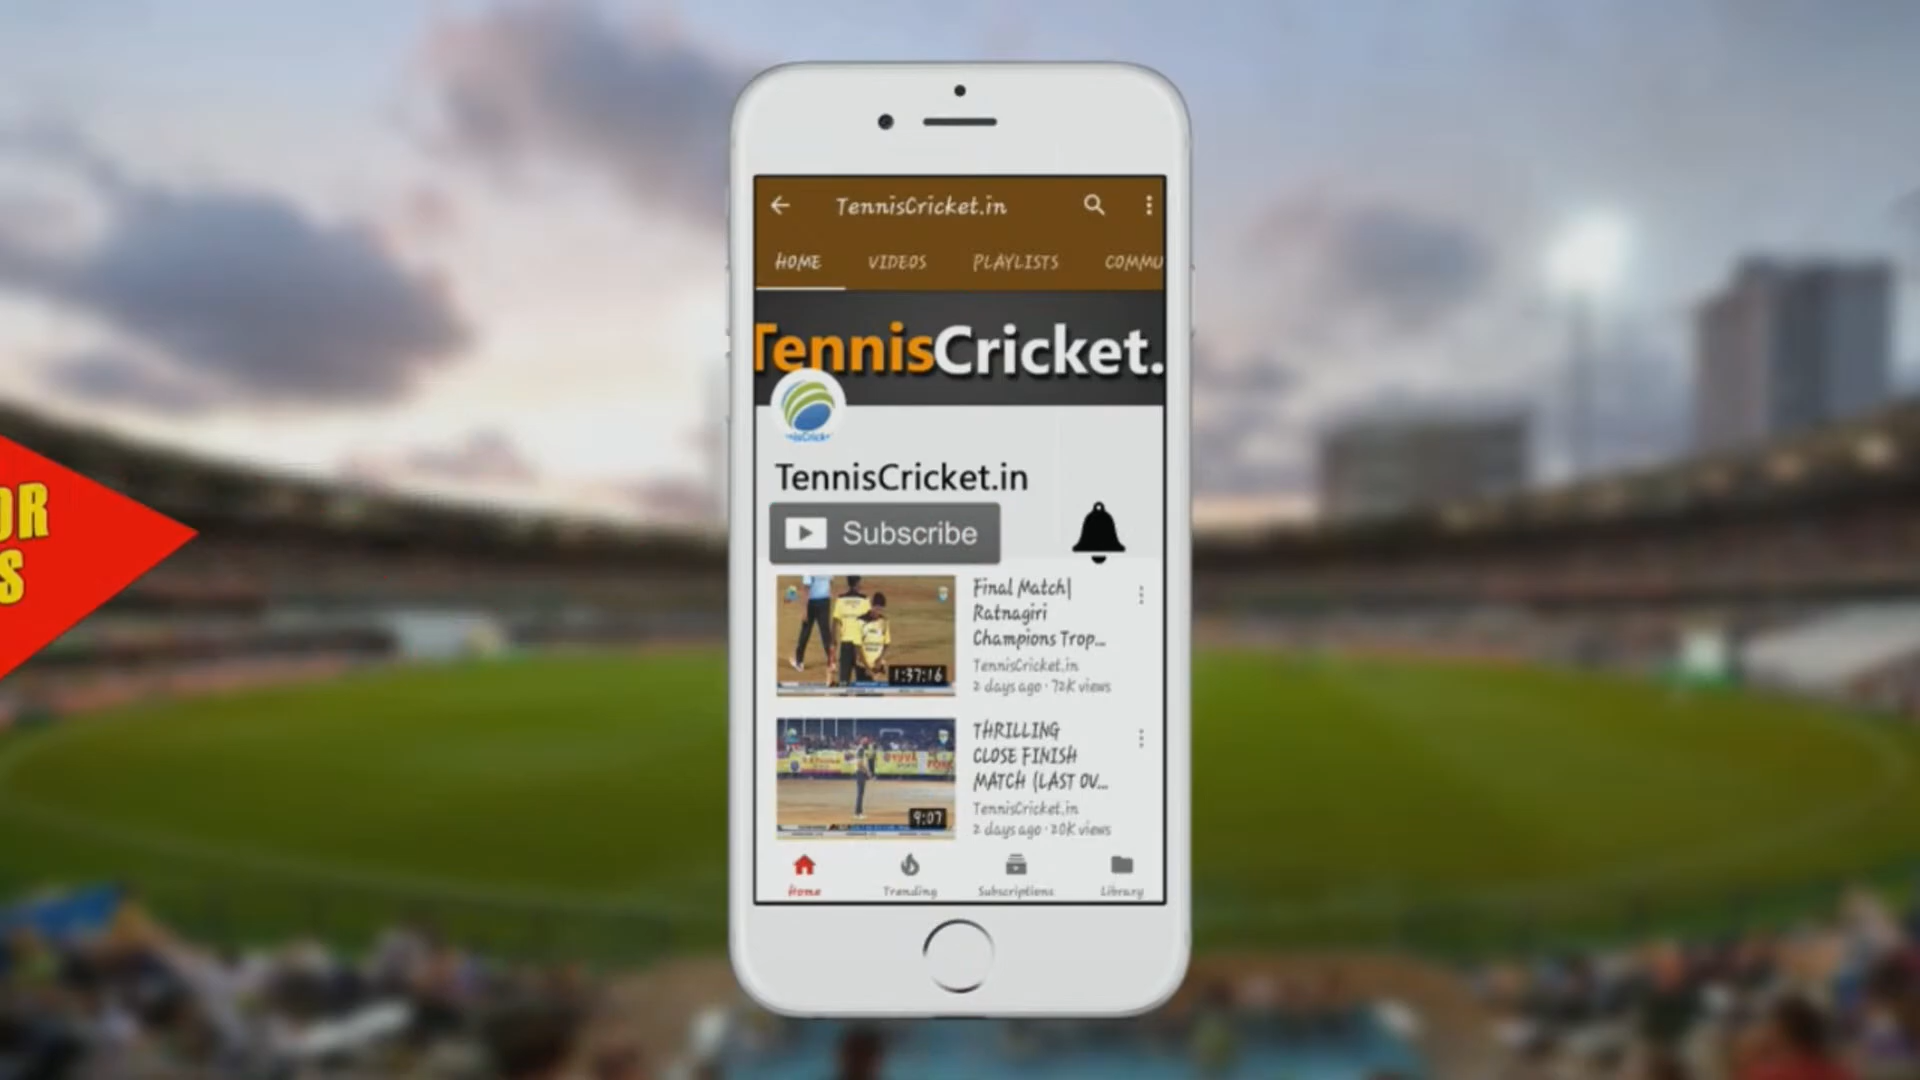 TennisCricket.in
HOME VIDEOS PLAYLISTS COMMU
TennisCricket.
TennisCricket.in
Subscribe
Final Match|
Ratnagiri
Champions Trop...
TennisCricket.in
2 days ago · 72K views
1:37:16
THRILLING
CLOSE FINISH
MATCH (LAST OV...
TennisCricket.in
2 days ago · 20K views
9:07
Home Trending Subscriptions Library
OR
S